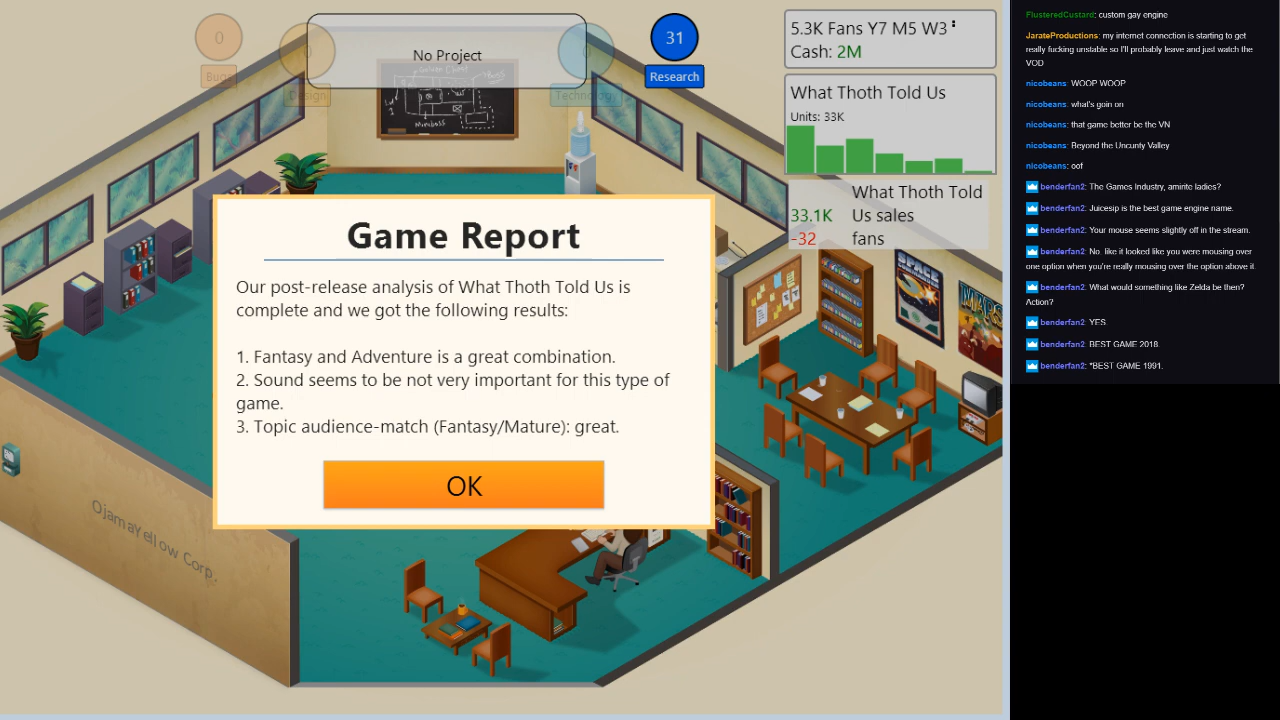 0
Bugs
0
Design
No Project
0
Technology
31
Research
5.3K Fans Y7 M5 W3
Cash: 2M
What Thoth Told Us
Units: 33K
33.1K
What Thoth Told
Us sales
-32
fans
Game Report
Our post-release analysis of What Thoth Told Us is
complete and we got the following results:
1. Fantasy and Adventure is a great combination.
2. Sound seems to be not very important for this type of
game.
3. Topic audience-match (Fantasy/Mature): great.
OK
OjamaYellow Corp.
SPACE
FlusteredCustard: custom gay engine
JarateProductions: my internet connection is starting to get
really fucking unstable so I'll probably leave and just watch the
VOD
nicobeans: WOOP WOOP
nicobeans: what's goin on
nicobeans: that game better be the VN
nicobeans: Beyond the Uncunty Valley
nicobeans: oof
benderfan2: The Games Industry, amirite ladies?
benderfan2: Juicesip is the best game engine name.
benderfan2: Your mouse seems slightly off in the stream.
benderfan2: No, like it looked like you were mousing over
one option when you're really mousing over the option above it.
benderfan2: What would something like Zelda be then?
Action?
benderfan2: YES.
benderfan2: BEST GAME 2018.
benderfan2: *BEST GAME 1991.